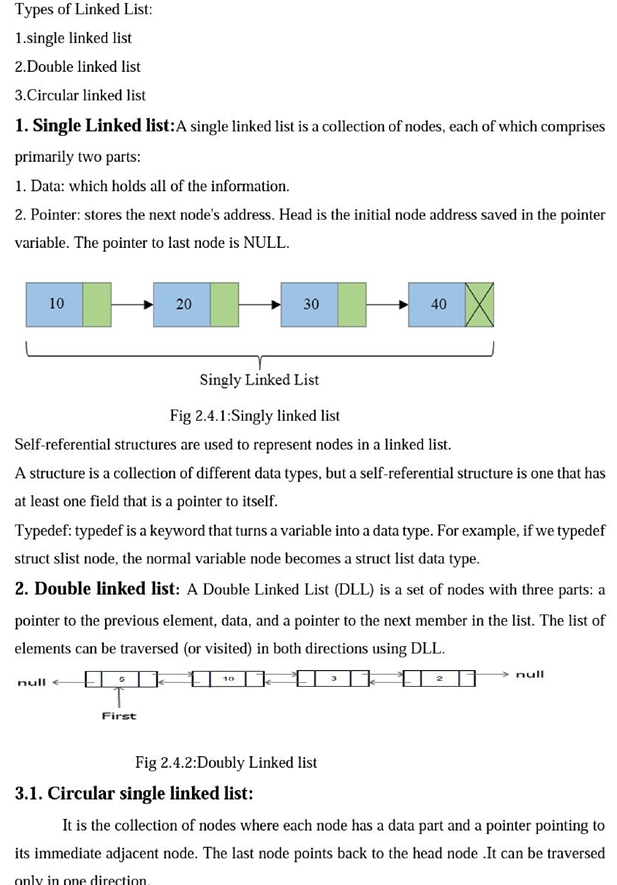 Types of Linked List:
1.single linked list
2.Double linked list
3.Circular linked list
1. Single Linked list:A single linked list is a collection of nodes, each of which comprises
primarily two parts:
1. Data: which holds all of the information.
2. Pointer: stores the next node's address. Head is the initial node address saved in the pointer
variable. The pointer to last node is NULL.
10 20 30 40
Singly Linked List
Fig 2.4.1:Singly linked list
Self-referential structures are used to represent nodes in a linked list.
A structure is a collection of different data types, but a self-referential structure is one that has
at least one field that is a pointer to itself.
Typedef: typedef is a keyword that turns a variable into a data type. For example, if we typedef
struct slist node, the normal variable node becomes a struct list data type.
2. Double linked list: A Double Linked List (DLL) is a set of nodes with three parts: a
pointer to the previous element, data, and a pointer to the next member in the list. The list of
elements can be traversed (or visited) in both directions using DLL.
null 5 10 3 2 null
First
Fig 2.4.2:Doubly Linked list
3.1. Circular single linked list:
It is the collection of nodes where each node has a data part and a pointer pointing to
its immediate adjacent node. The last node points back to the head node .It can be traversed
only in one direction.